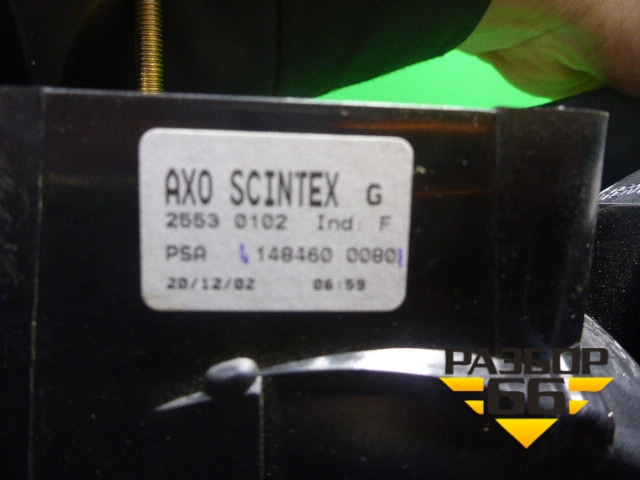 AXO SCINTEX G
2553 0102 Ind: F
PSA 148460 0080
20/12/02 06:59
РАЗБОР
66